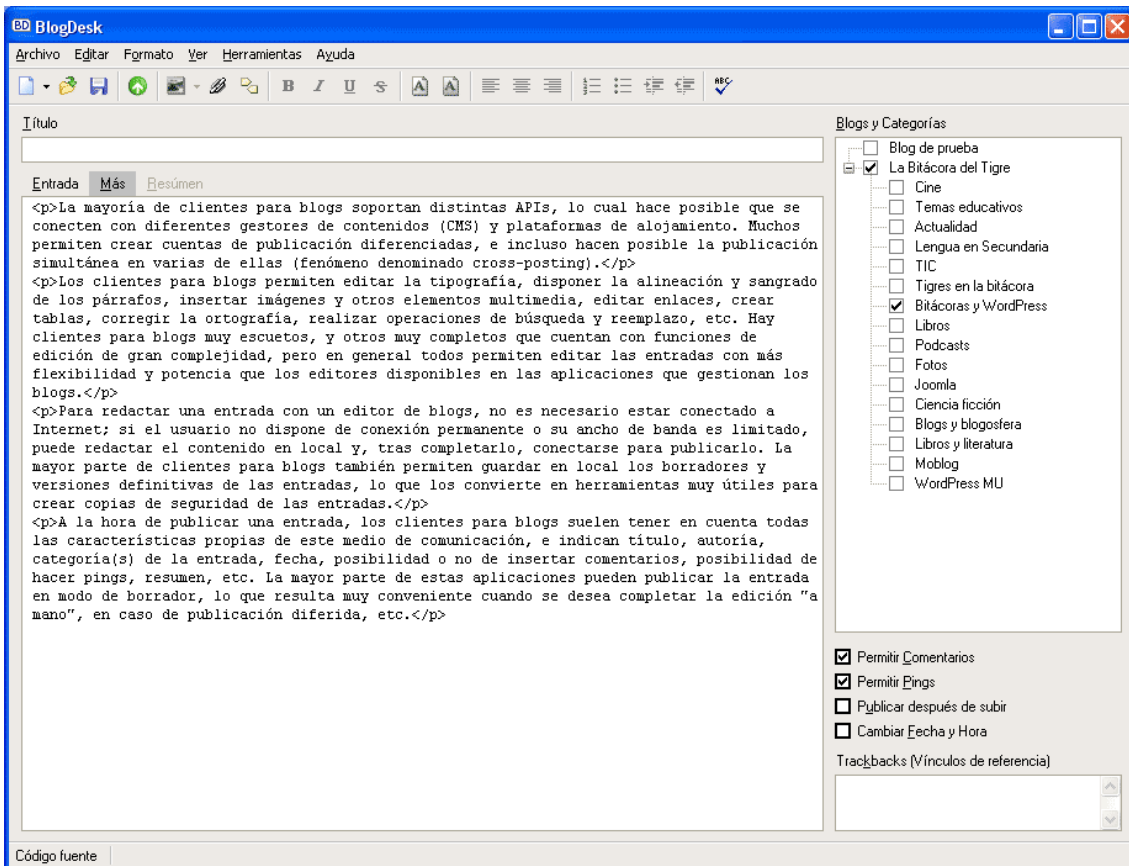 BD BlogDesk
Archivo Editar Formato Ver Herramientas Ayuda
B I U S A A ABC
Título
Blogs y Categorías
Entrada Más Resúmen
<p>La mayoría de clientes para blogs soportan distintas APIs, lo cual hace posible que se
conecten con diferentes gestores de contenidos (CMS) y plataformas de alojamiento. Muchos
permiten crear cuentas de publicación diferenciadas, e incluso hacen posible la publicación
simultánea en varias de ellas (fenómeno denominado cross-posting).</p>
<p>Los clientes para blogs permiten editar la tipografía, disponer la alineación y sangrado
de los párrafos, insertar imágenes y otros elementos multimedia, editar enlaces, crear
tablas, corregir la ortografía, realizar operaciones de búsqueda y reemplazo, etc. Hay
clientes para blogs muy escuetos, y otros muy completos que cuentan con funciones de
edición de gran complejidad, pero en general todos permiten editar las entradas con más
flexibilidad y potencia que los editores disponibles en las aplicaciones que gestionan los
blogs.</p>
<p>Para redactar una entrada con un editor de blogs, no es necesario estar conectado a
Internet; si el usuario no dispone de conexión permanente o su ancho de banda es limitado,
puede redactar el contenido en local y, tras completarlo, conectarse para publicarlo. La
mayor parte de clientes para blogs también permiten guardar en local los borradores y
versiones definitivas de las entradas, lo que los convierte en herramientas muy útiles para
crear copias de seguridad de las entradas.</p>
<p>A la hora de publicar una entrada, los clientes para blogs suelen tener en cuenta todas
las características propias de este medio de comunicación, e indican título, autoría,
categoría(s) de la entrada, fecha, posibilidad o no de insertar comentarios, posibilidad de
hacer pings, resumen, etc. La mayor parte de estas aplicaciones pueden publicar la entrada
en modo de borrador, lo que resulta muy conveniente cuando se desea completar la edición "a
mano", en caso de publicación diferida, etc.</p>
Blog de prueba
La Bitácora del Tigre
Cine
Temas educativos
Actualidad
Lengua en Secundaria
TIC
Tigres en la bitácora
Bitácoras y WordPress
Libros
Podcasts
Fotos
Joomla
Ciencia ficción
Blogs y blogosfera
Libros y literatura
Moblog
WordPress MU
Permitir Comentarios
Permitir Pings
Publicar después de subir
Cambiar Fecha y Hora
Trackbacks (Vínculos de referencia)
Código fuente